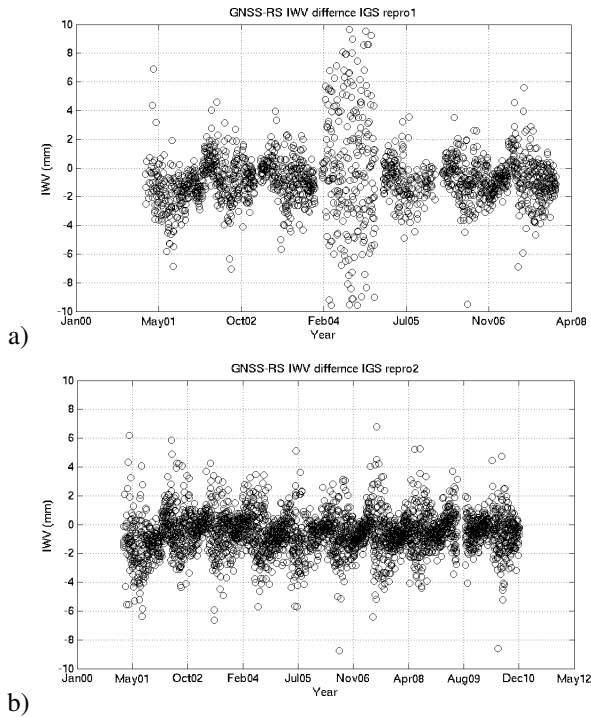 GNSS-RS IWV differnce IGS repro1
10
8
6
4
2
0
-2
-4
-6
-8
-10
IWV (mm)
Jan00 May01 Oct02 Feb04 Jul05 Nov06 Apr08
Year
a)
GNSS-RS IWV differnce IGS repro2
10
8
6
4
2
0
-2
-4
-6
-8
-10
IWV (mm)
Jan00 May01 Oct02 Feb04 Jul05 Nov06 Apr08 Aug09 Dec10 May12
Year
b)